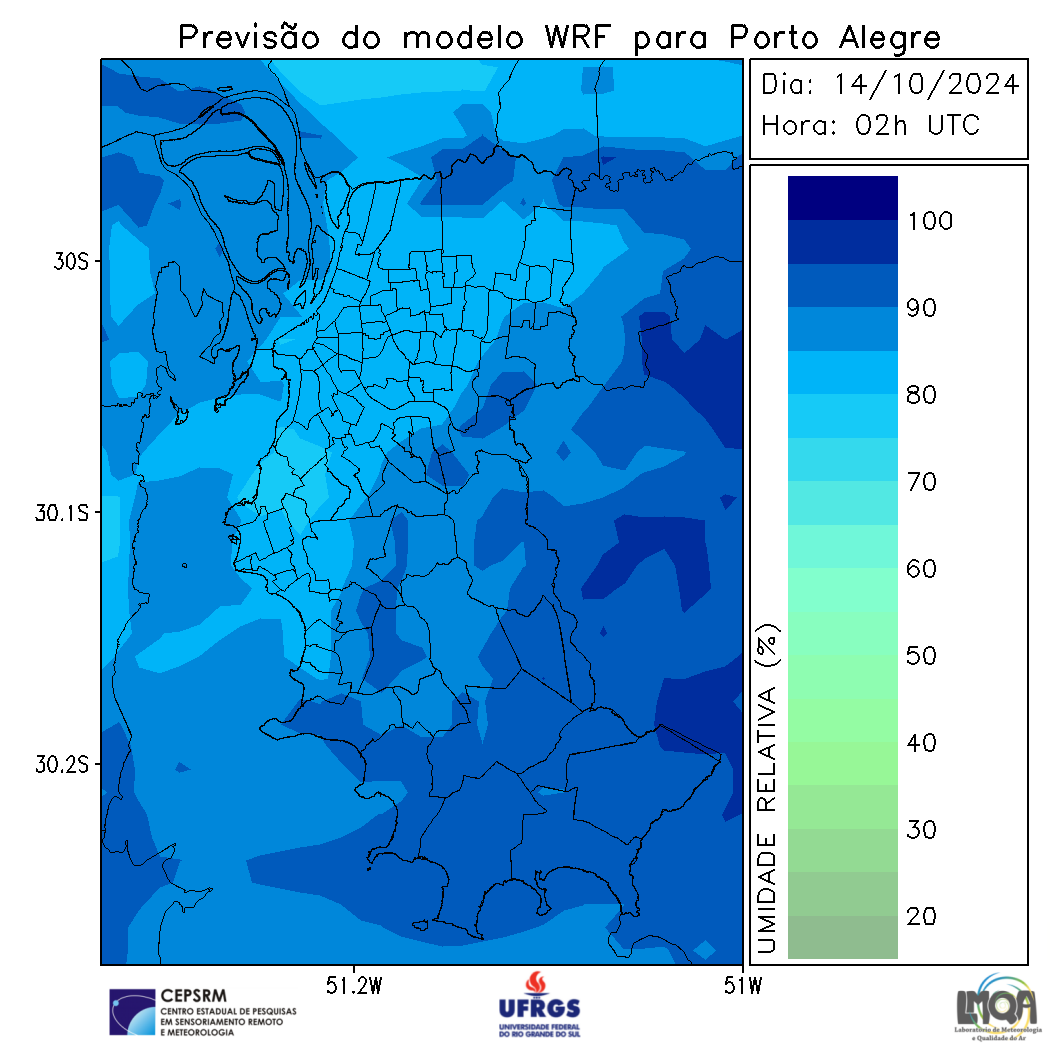 Previsão do modelo WRF para Porto Alegre
Dia: 14/10/2024
Hora: 02h UTC
30S
30.1S
30.2S
51.2W
51W
100
90
80
70
60
50
40
30
20
UMIDADE RELATIVA (%)
CEPSRM
CENTRO ESTADUAL DE PESQUISAS
EM SENSORIAMENTO REMOTO
E METEOROLOGIA
UFRGS
UNIVERSIDADE FEDERAL
DO RIO GRANDE DO SUL
LMQA
Laboratório de Meteorologia
e Qualidade do Ar